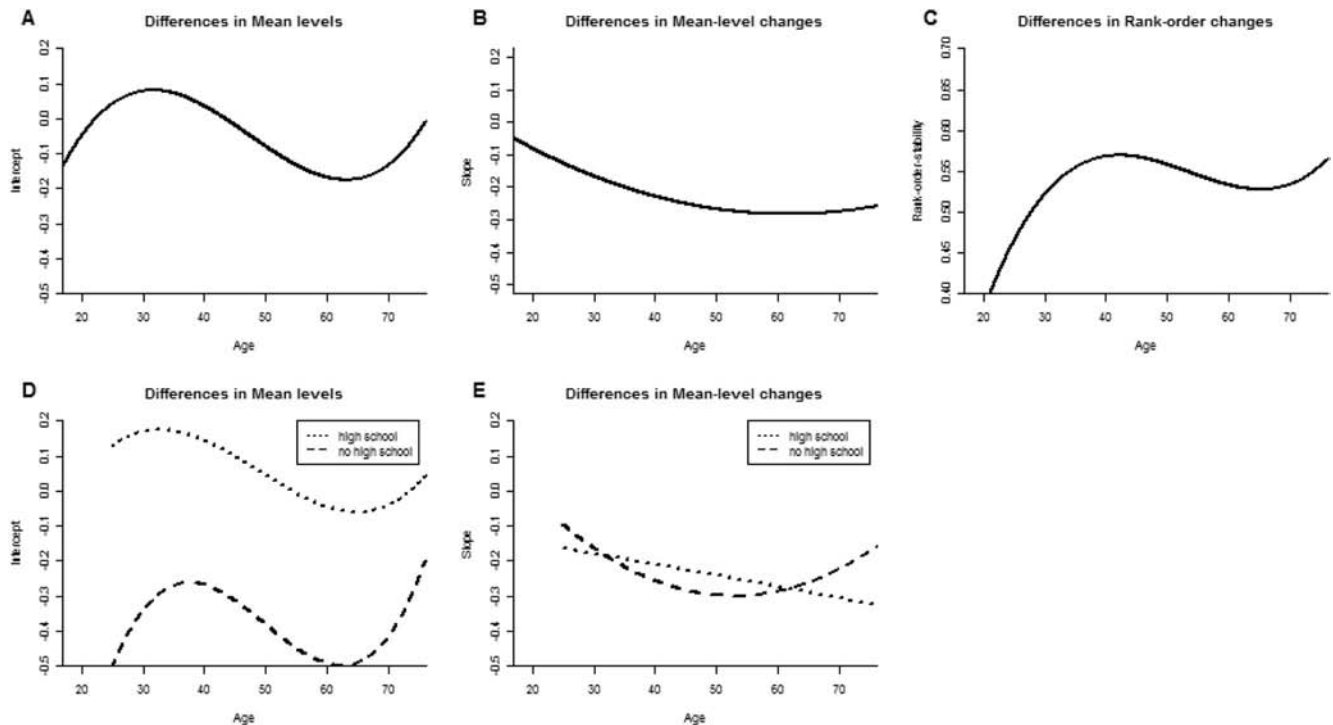 A
Differences in Mean levels
Intercept
0.2
0.1
0.0
-0.1
-0.2
-0.3
-0.4
-0.5
20 30 40 50 60 70
Age
B
Differences in Mean-level changes
Slope
0.2
0.1
0.0
-0.1
-0.2
-0.3
-0.4
-0.5
20 30 40 50 60 70
Age
C
Differences in Rank-order changes
Rank-order-stability
0.70
0.65
0.60
0.55
0.50
0.45
0.40
20 30 40 50 60 70
Age
D
Differences in Mean levels
high school
no high school
Intercept
0.2
0.1
0.0
-0.1
-0.2
-0.3
-0.4
-0.5
20 30 40 50 60 70
Age
E
Differences in Mean-level changes
high school
no high school
Slope
0.2
0.1
0.0
-0.1
-0.2
-0.3
-0.4
-0.5
20 30 40 50 60 70
Age